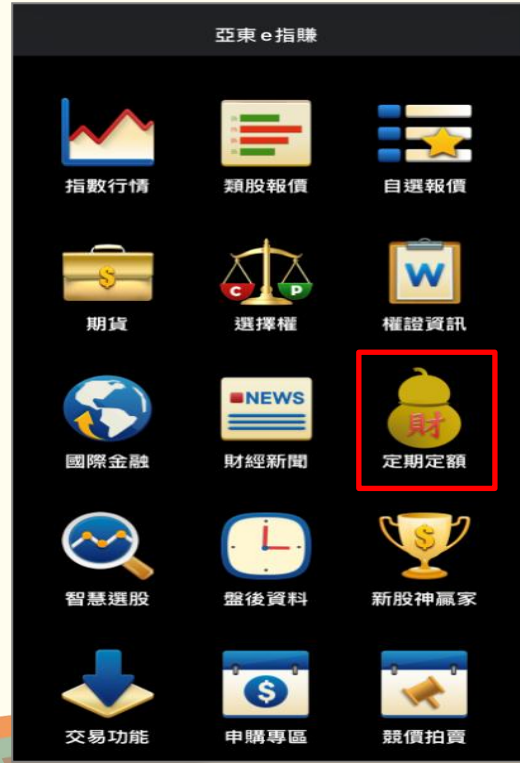 亞東e指賺
指數行情
類股報價
自選報價
$
C P
W
期貨
選擇權
權證資訊
NEWS
財
國際金融
財經新聞
定期定額
$
智慧選股
盤後資料
新股神贏家
$
交易功能
申購專區
競價拍賣